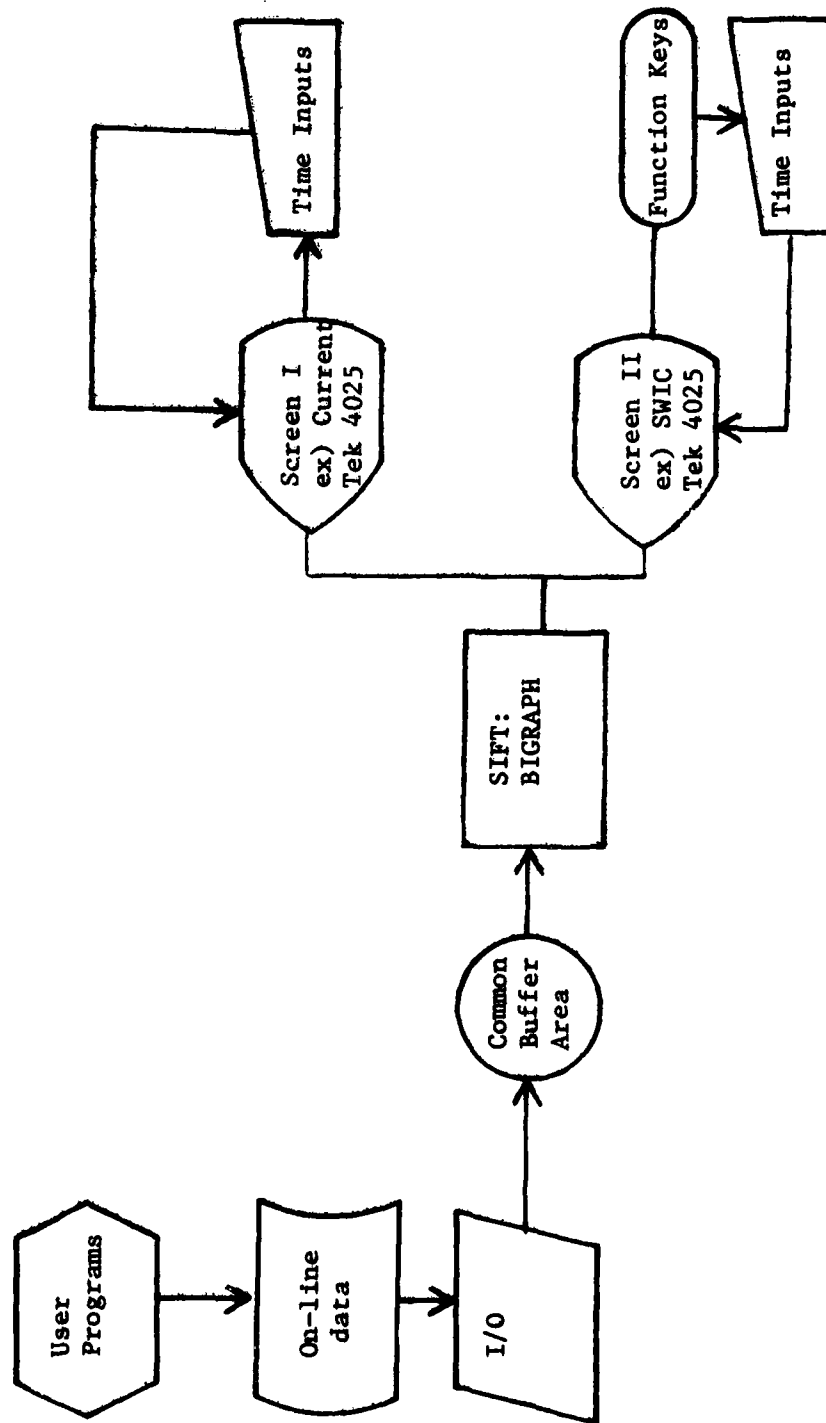 User
Programs
On-line
data
I/O
Common
Buffer
Area
SIFT:
BIGRAPH
Screen I
ex) Current
Tek 4025
Time Inputs
Screen II
ex) SWIC
Tek 4025
Function Keys
Time Inputs